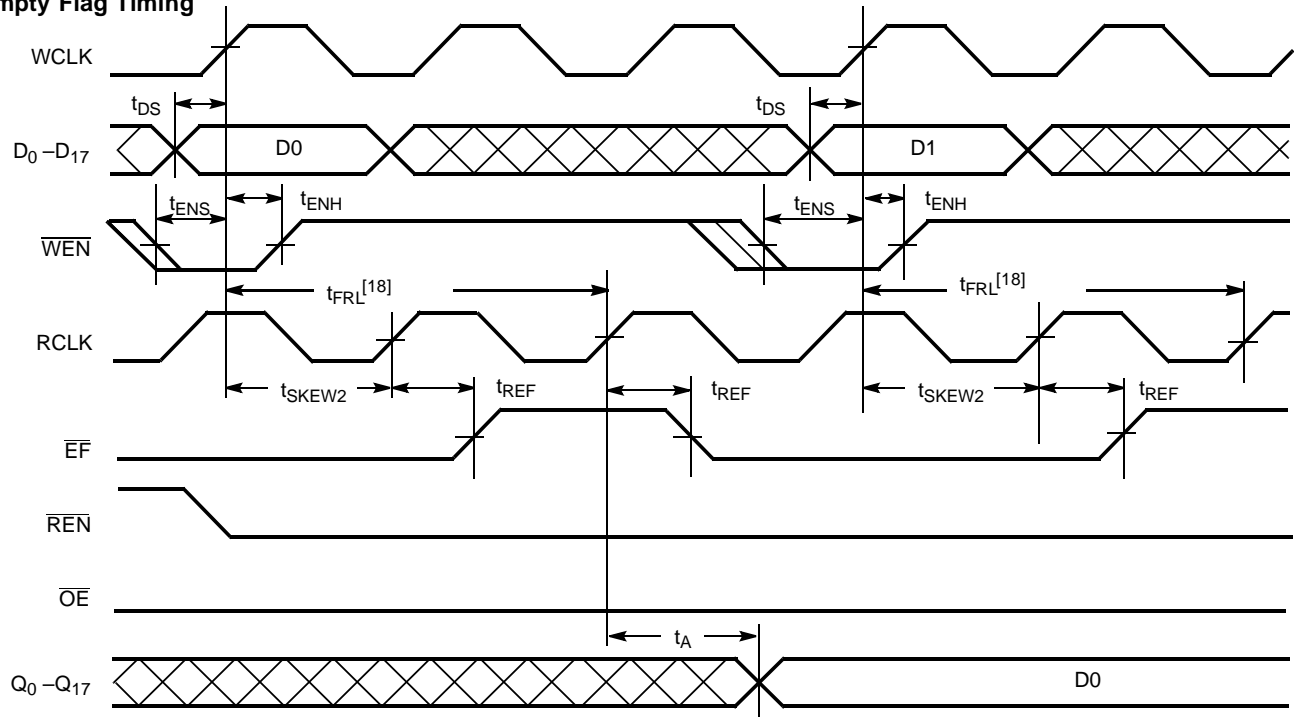 mpty Flag Timing
WCLK
tDS tDS
D0 –D17 D0 D1
tENS tENH tENS tENH
WEN
tFRL[18] tFRL[18]
RCLK
tSKEW2 tREF tREF tSKEW2 tREF
EF
REN
OE
tA
Q0 –Q17 D0